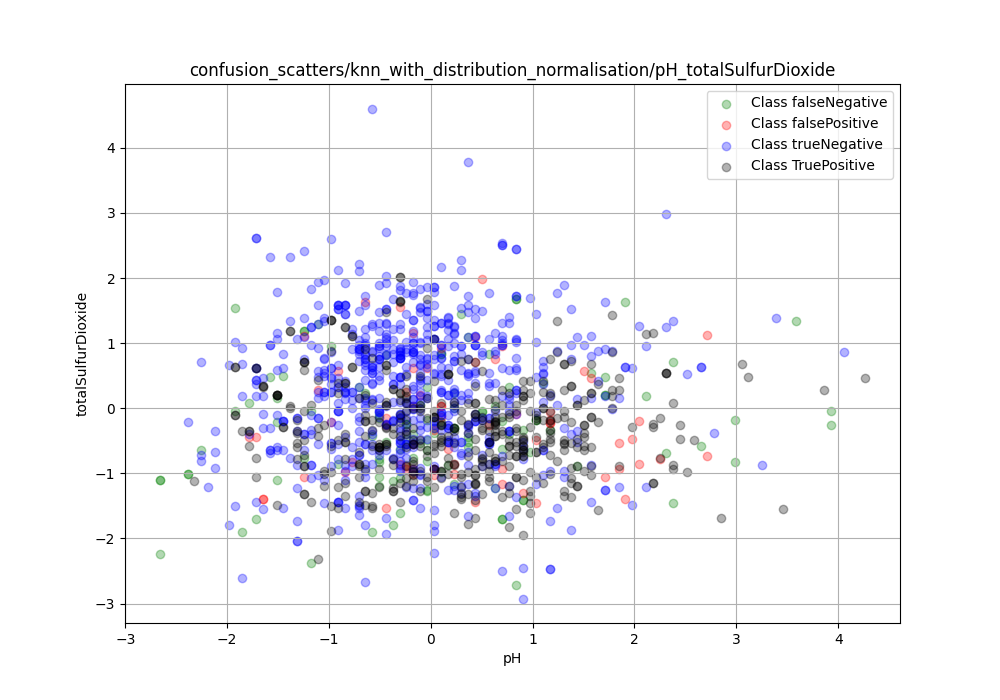 confusion_scatters/knn_with_distribution_normalisation/pH_totalSulfurDioxide
Class falseNegative
Class falsePositive
Class trueNegative
Class TruePositive
totalSulfurDioxide
4
3
2
1
0
−1
−2
−3
−3 −2 −1 0 1 2 3 4
pH